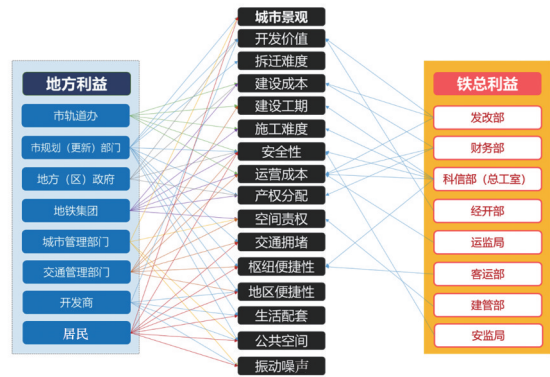 地方利益
市轨道办
市规划（更新）部门
地方（区）政府
地铁集团
城市管理部门
交通管理部门
开发商
居民
城市景观
开发价值
拆迁难度
建设成本
建设工期
施工难度
安全性
运营成本
产权分配
空间责权
交通拥堵
枢纽便捷性
地区便捷性
生活配套
公共空间
振动噪声
铁总利益
发改部
财务部
科信部（总工室）
经开部
运监局
客运部
建管部
安监局